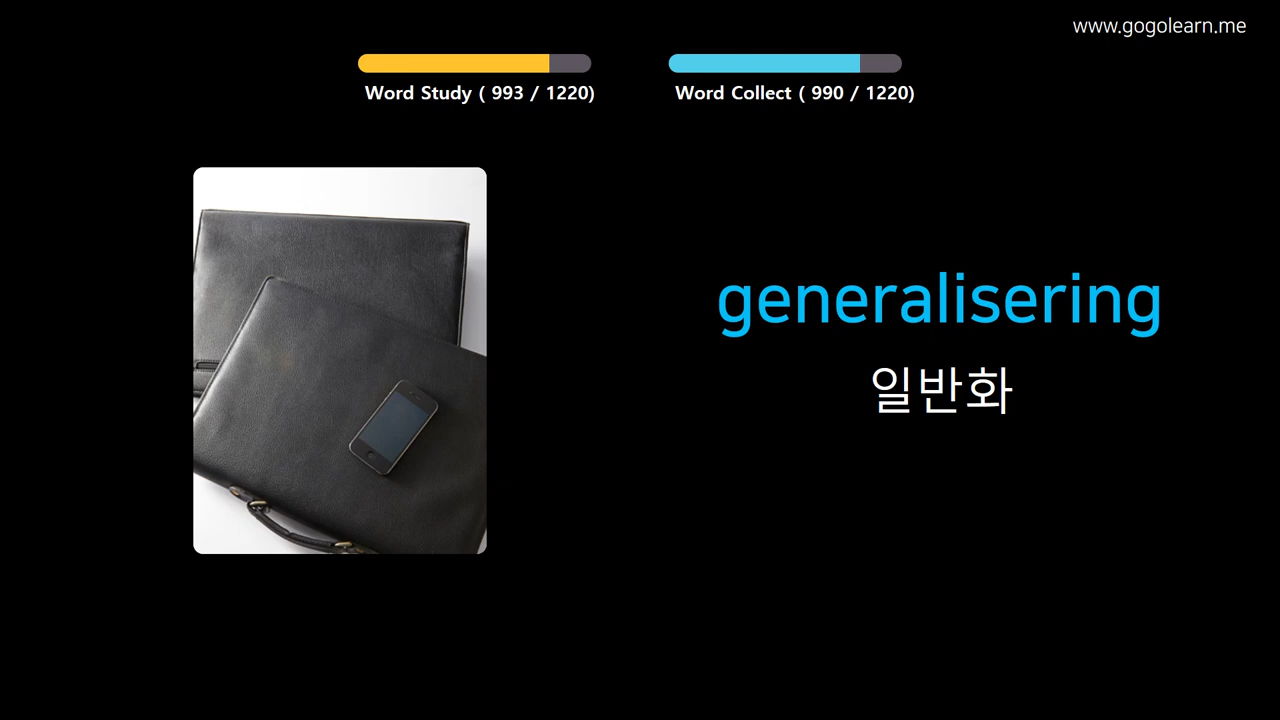 www.gogolearn.me
Word Study ( 993 / 1220)
Word Collect ( 990 / 1220)
generalisering
일반화